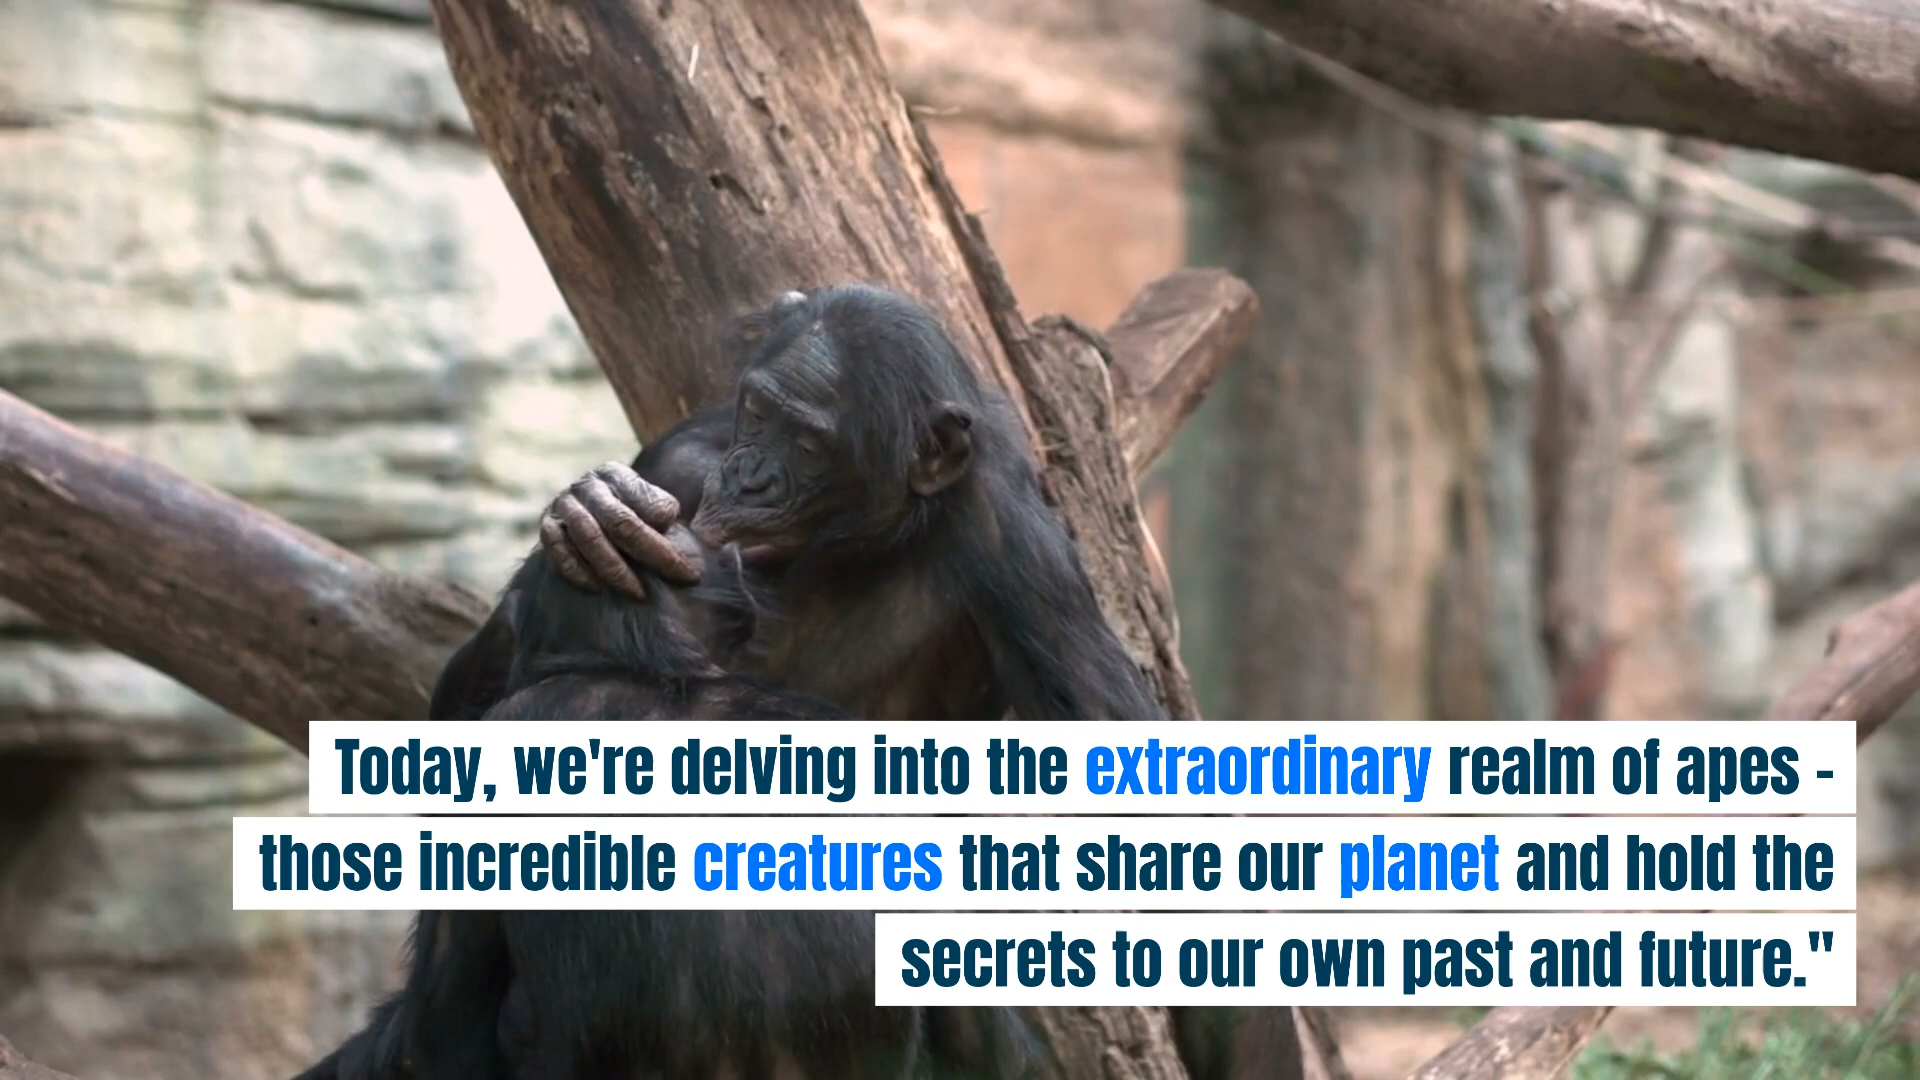 Today, we're delving into the extraordinary realm of apes -
those incredible creatures that share our planet and hold the
secrets to our own past and future."